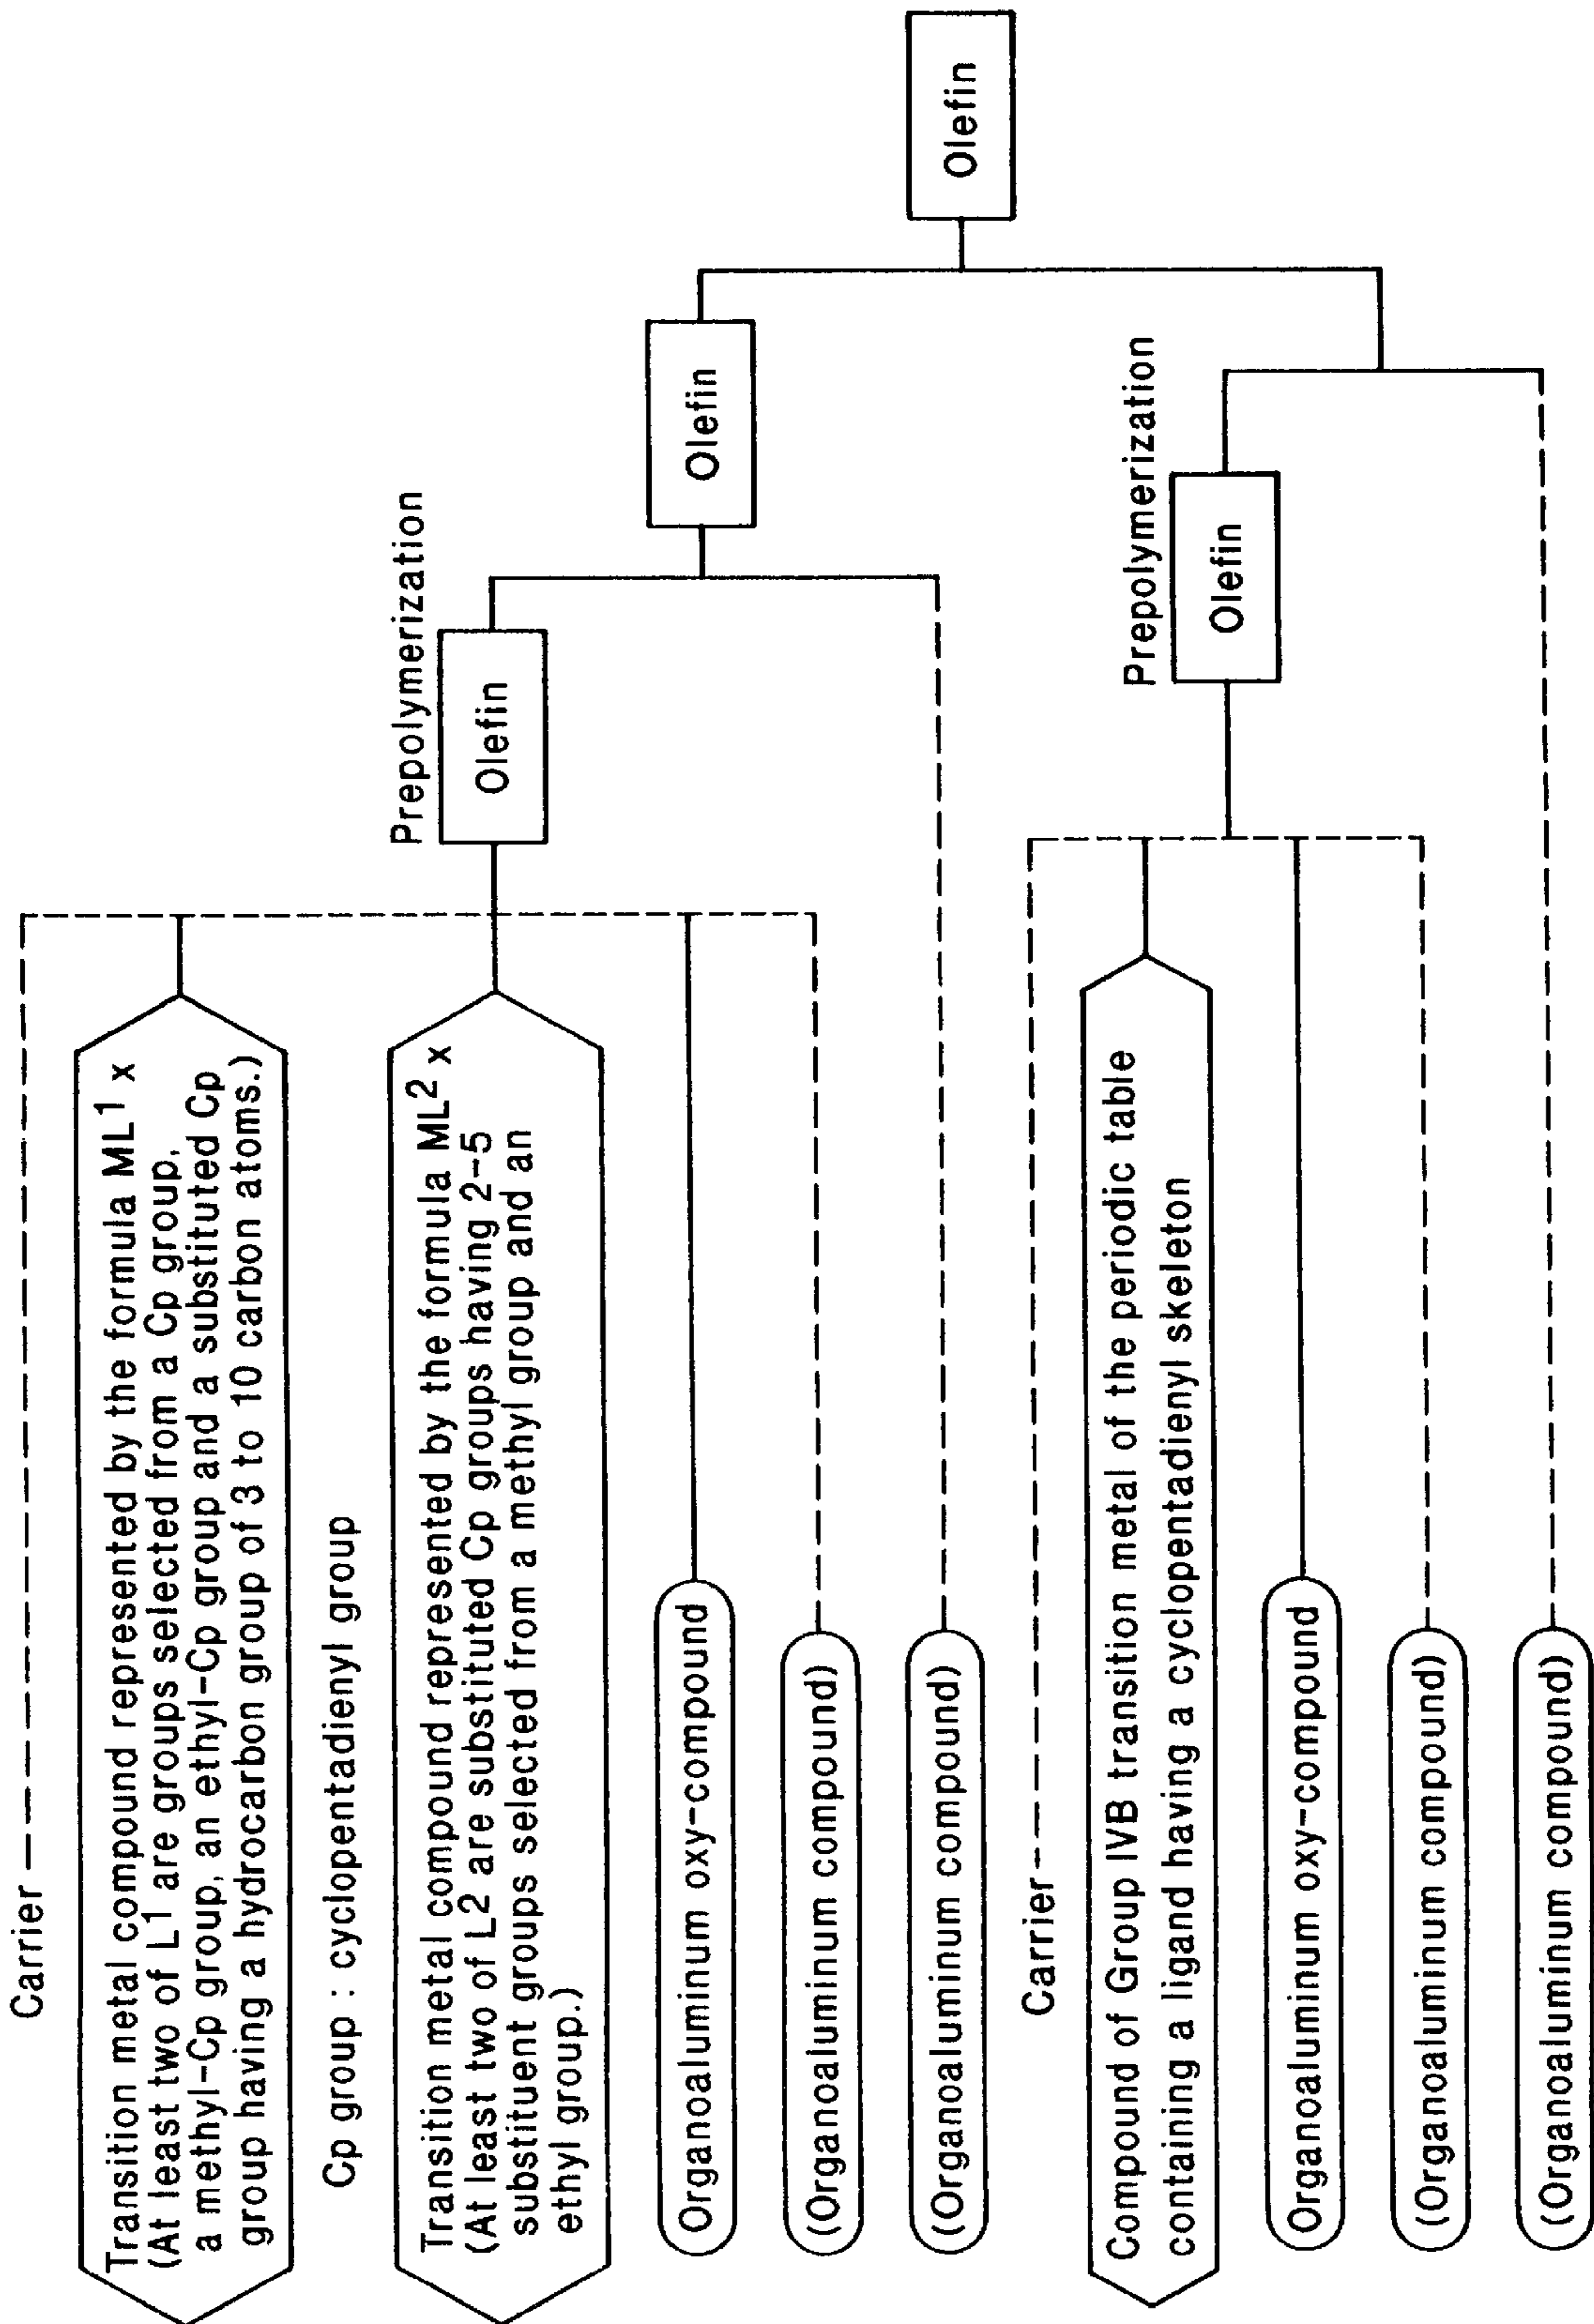 Carrier
Transition metal compound represented by the formula ML1 x
(At least two of L1 are groups selected from a Cp group,
a methyl-Cp group, an ethyl-Cp group and a substituted Cp
group having a hydrocarbon group of 3 to 10 carbon atoms.)
Cp group : cyclopentadienyl group
Transition metal compound represented by the formula ML2 x
(At least two of L2 are substituted Cp groups having 2-5
substituent groups selected from a methyl group and an
ethyl group.)
Prepolymerization
Olefin
Organoaluminum oxy-compound
Olefin
(Organoaluminum compound)
(Organoaluminum compound)
Olefin
Carrier
Compound of Group IVB transition metal of the periodic table
containing a ligand having a cyclopentadienyl skeleton
Prepolymerization
Olefin
Organoaluminum oxy-compound
(Organoaluminum compound)
(Organoaluminum compound)